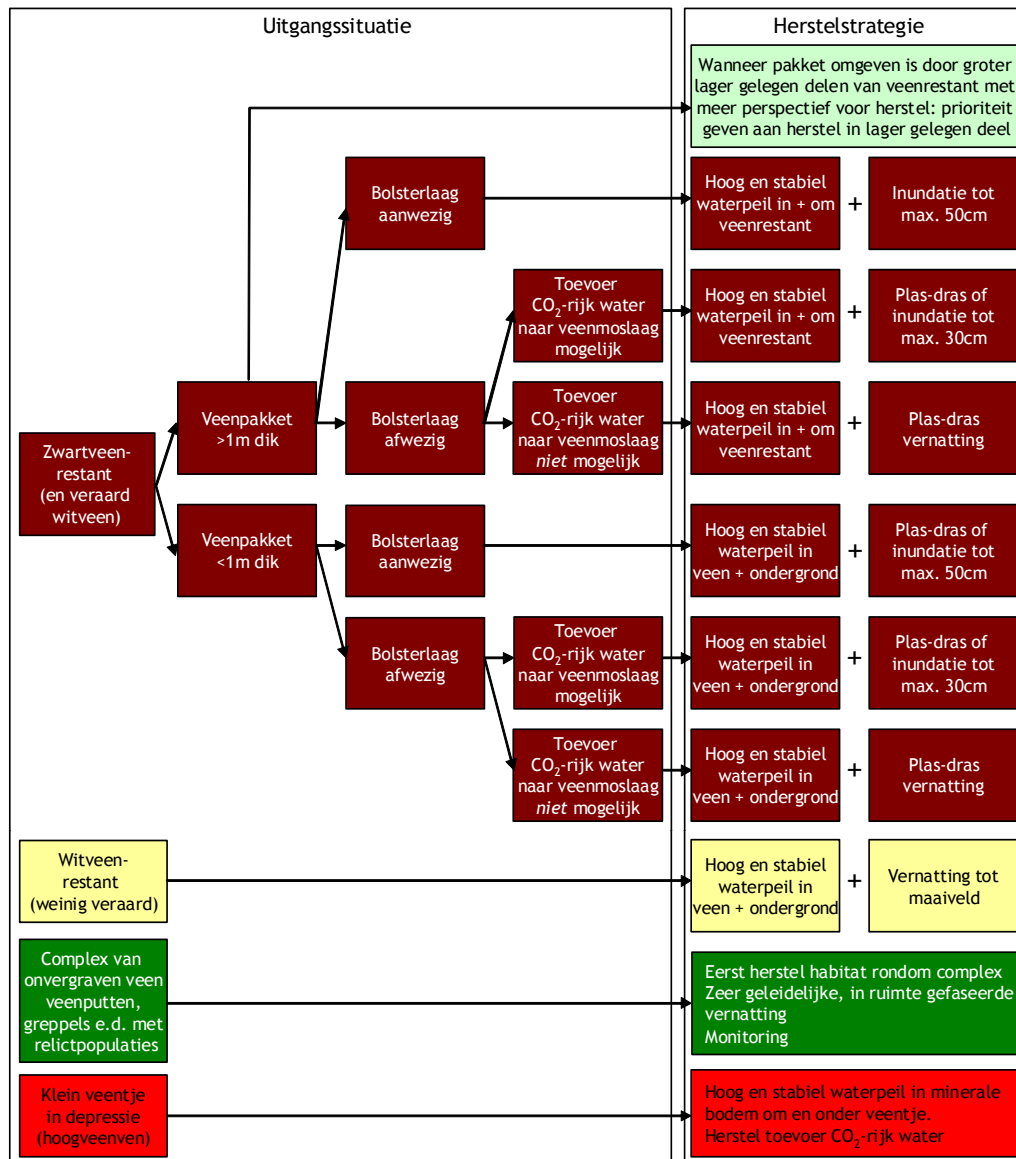 Uitgangssituatie
Herstelstrategie
Wanneer pakket omgeven is door groter
lager gelegen delen van veenrestant met
meer perspectief voor herstel: prioriteit
geven aan herstel in lager gelegen deel
Bolsterlaag
aanwezig
Hoog en stabiel
waterpeil in + om
veenrestant
+
Inundatie tot
max. 50cm
Toevoer
CO₂-rijk water
naar veenmoslaag
mogelijk
Hoog en stabiel
waterpeil in + om
veenrestant
+
Plas-dras of
inundatie tot
max. 30cm
Zwartveen-
restant
(en veraard
witveen)
Veenpakket
>1m dik
Bolsterlaag
afwezig
Toevoer
CO₂-rijk water
naar veenmoslaag
niet mogelijk
Hoog en stabiel
waterpeil in + om
veenrestant
+
Plas-dras
vernatting
Veenpakket
<1m dik
Bolsterlaag
aanwezig
Hoog en stabiel
waterpeil in
veen + ondergrond
+
Plas-dras of
inundatie tot
max. 50cm
Bolsterlaag
afwezig
Toevoer
CO₂-rijk water
naar veenmoslaag
mogelijk
Hoog en stabiel
waterpeil in
veen + ondergrond
+
Plas-dras of
inundatie tot
max. 30cm
Toevoer
CO₂-rijk water
naar veenmoslaag
niet mogelijk
Hoog en stabiel
waterpeil in
veen + ondergrond
+
Plas-dras
vernatting
Witveen-
restant
(weinig veraard)
Hoog en stabiel
waterpeil in
veen + ondergrond
+
Vernatting tot
maaiveld
Complex van
onvergraven veen
veenputten,
greppels e.d. met
relictpopulaties
Eerst herstel habitat rondom complex
Zeer geleidelijke, in ruimte gefaseerde
vernatting
Monitoring
Klein veentje
in depressie
(hoogveenven)
Hoog en stabiel waterpeil in minerale
bodem om en onder veentje.
Herstel toevoer CO₂-rijk water